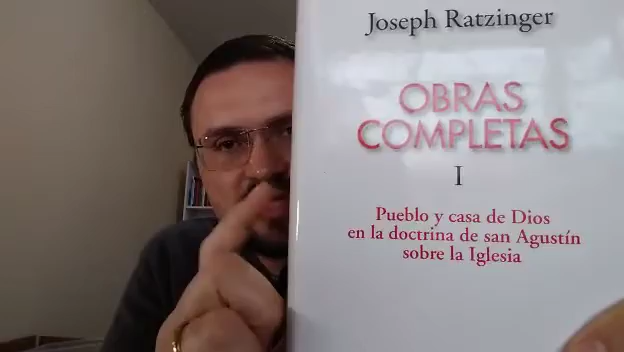 Joseph Ratzinger
OBRAS
COMPLETAS
I
Pueblo y casa de Dios
en la doctrina de san Agustín
sobre la Iglesia